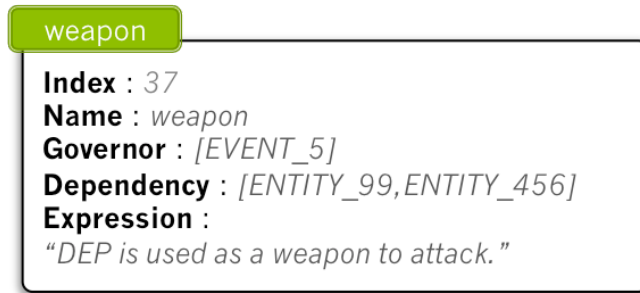 weapon
Index : 37
Name : weapon
Governor : [EVENT_5]
Dependency : [ENTITY_99,ENTITY_456]
Expression :
“DEP is used as a weapon to attack.”